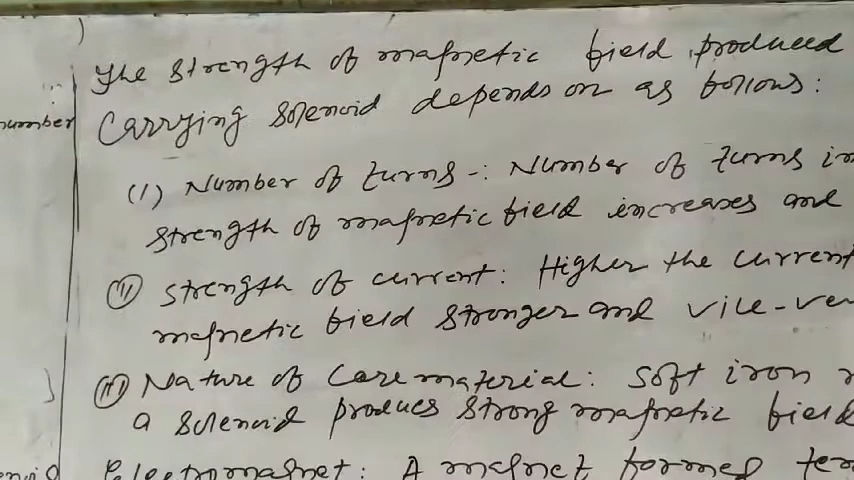 number
The strength of magnetic field produced
Carrying Solenoid depends on as follows:
(I) Number of turns -: Number of turns in
strength of magnetic field increases and
(II) strength of current: Higher the current
magnetic field stronger and vice-ver
(III) Nature of Core material: Soft iron
a solenoid produces strong magnetic field
Electromagnet: A magnet formed tem